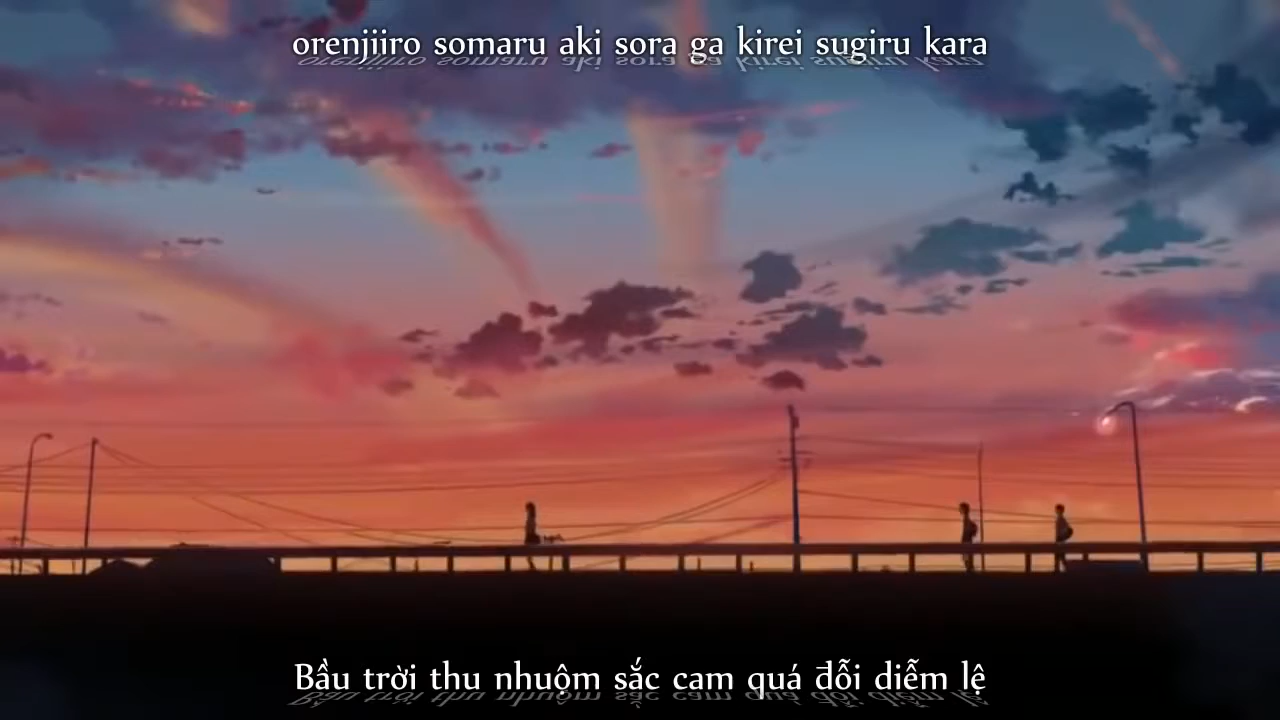 orenjiiro somaru aki sora ga kirei sugiru kara
Bầu trời thu nhuộm sắc cam quá đỗi diễm lệ